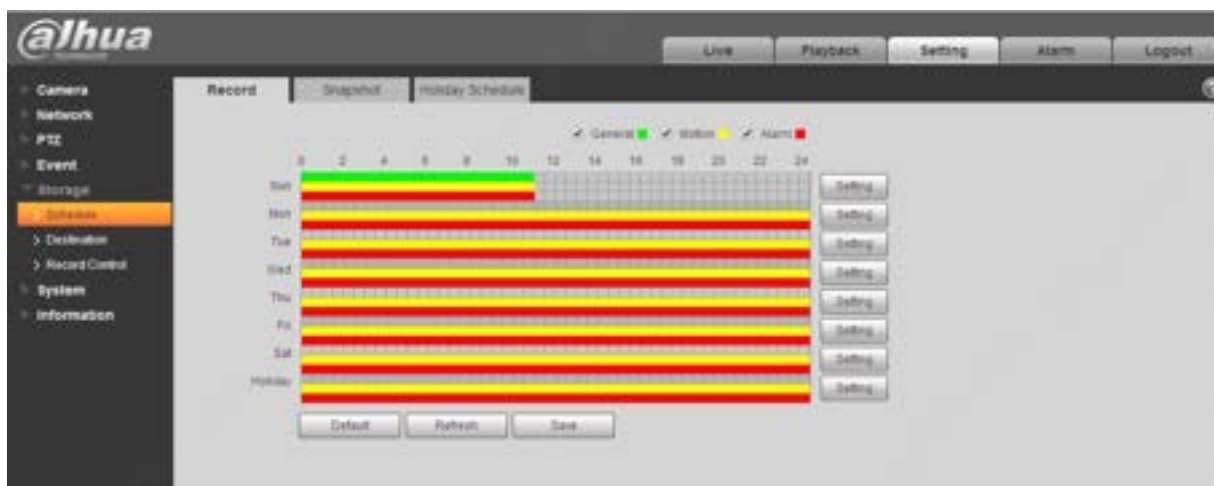 alhua
Live Playback Setting Alarm Logout
Camera
Network
PTZ
Event
Storage
Schedule
Destination
Record Control
System
Information
Record Snapshot Holiday Schedule
General Motion Alarm
0 2 4 6 8 10 12 14 16 18 20 22 24
Sun Setting
Mon Setting
Tue Setting
Wed Setting
Thu Setting
Fri Setting
Sat Setting
Holiday Setting
Default Refresh Save